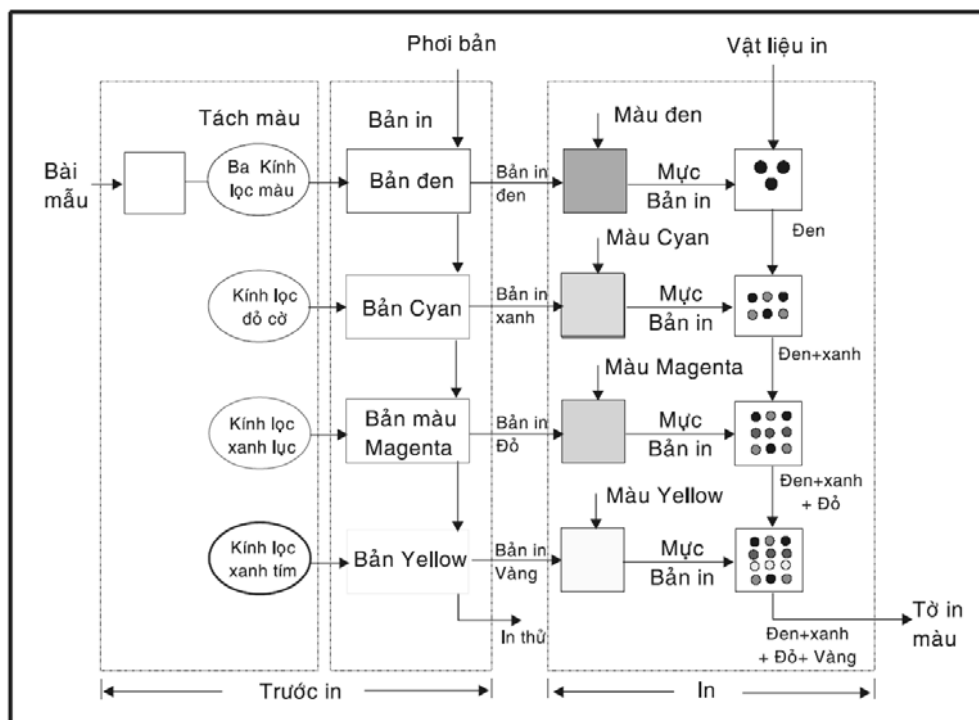 Phơi bản
Vật liệu in
Tách màu
Bản in
Màu đen
Bài
mẫu
Ba Kính
lọc màu
Bản đen
Bản in
đen
Mực
Bản in
Đen
Màu Cyan
Kính lọc
đỏ cờ
Bản Cyan
Bản in
xanh
Mực
Bản in
Đen+xanh
Màu Magenta
Kính lọc
xanh lục
Bản màu
Magenta
Bản in
Đỏ
Mực
Bản in
Đen+xanh
+ Đỏ
Màu Yellow
Kính lọc
xanh tím
Bản Yellow
Bản in
Vàng
Mực
Bản in
In thử
Đen+xanh
+ Đỏ+ Vàng
Tờ in
màu
Trước in
In